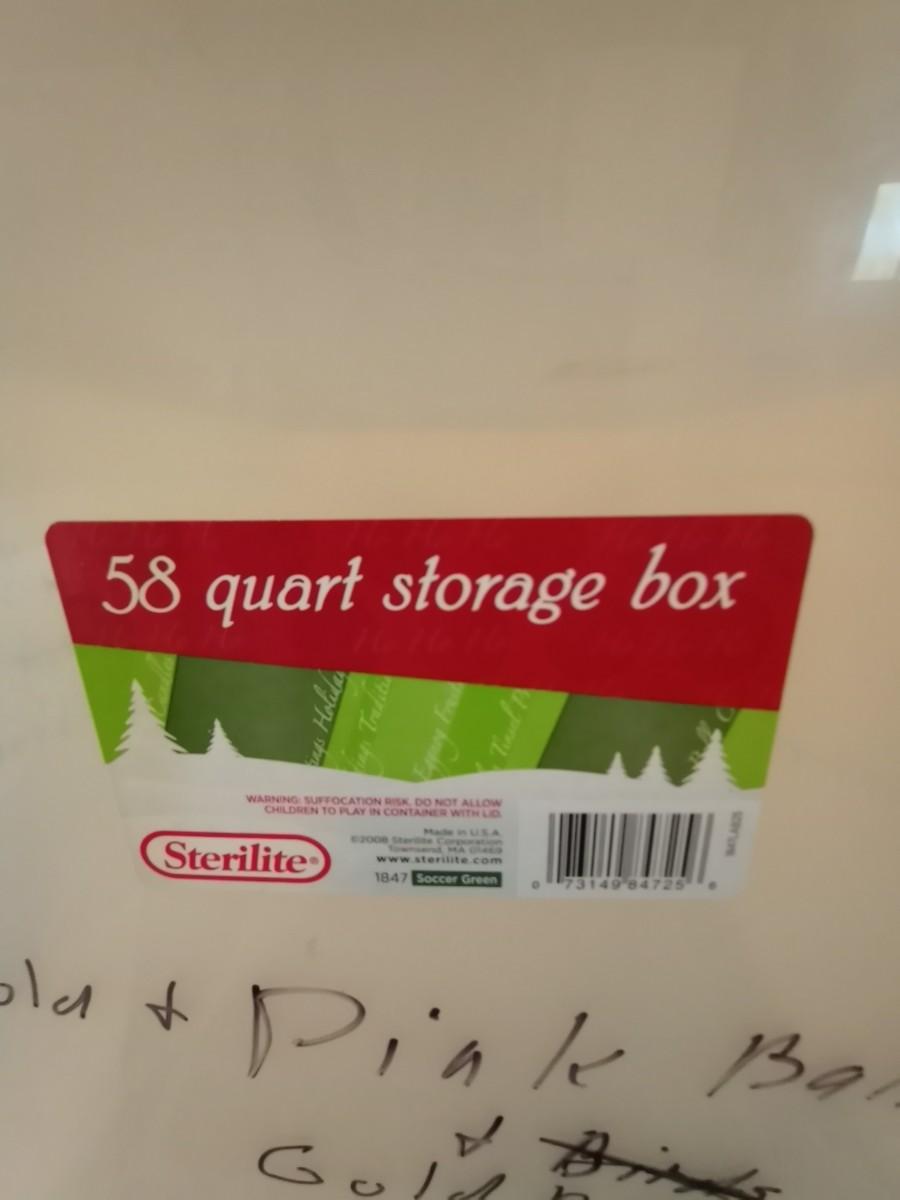 58 quart storage box
WARNING: SUFFOCATION RISK. DO NOT ALLOW
CHILDREN TO PLAY IN CONTAINER WITH LID.
Made in U.S.A.
©2008 Sterilite Corporation
Townsend, MA 01469
www.sterilite.com
Sterilite®
1847 Soccer Green
0 73149 84725 6
& Pink
&
Gold